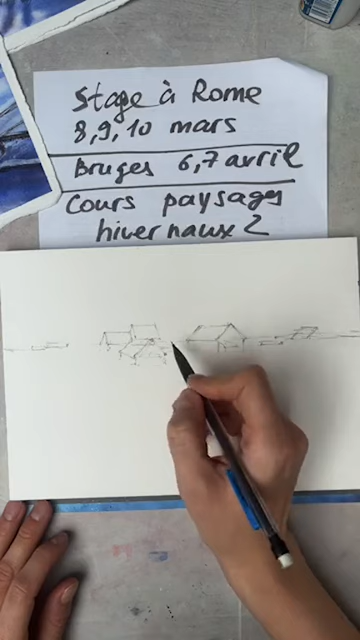 Stage à Rome
8,9,10 mars
Bruges 6,7 avril
Cours paysages
hivernaux 2